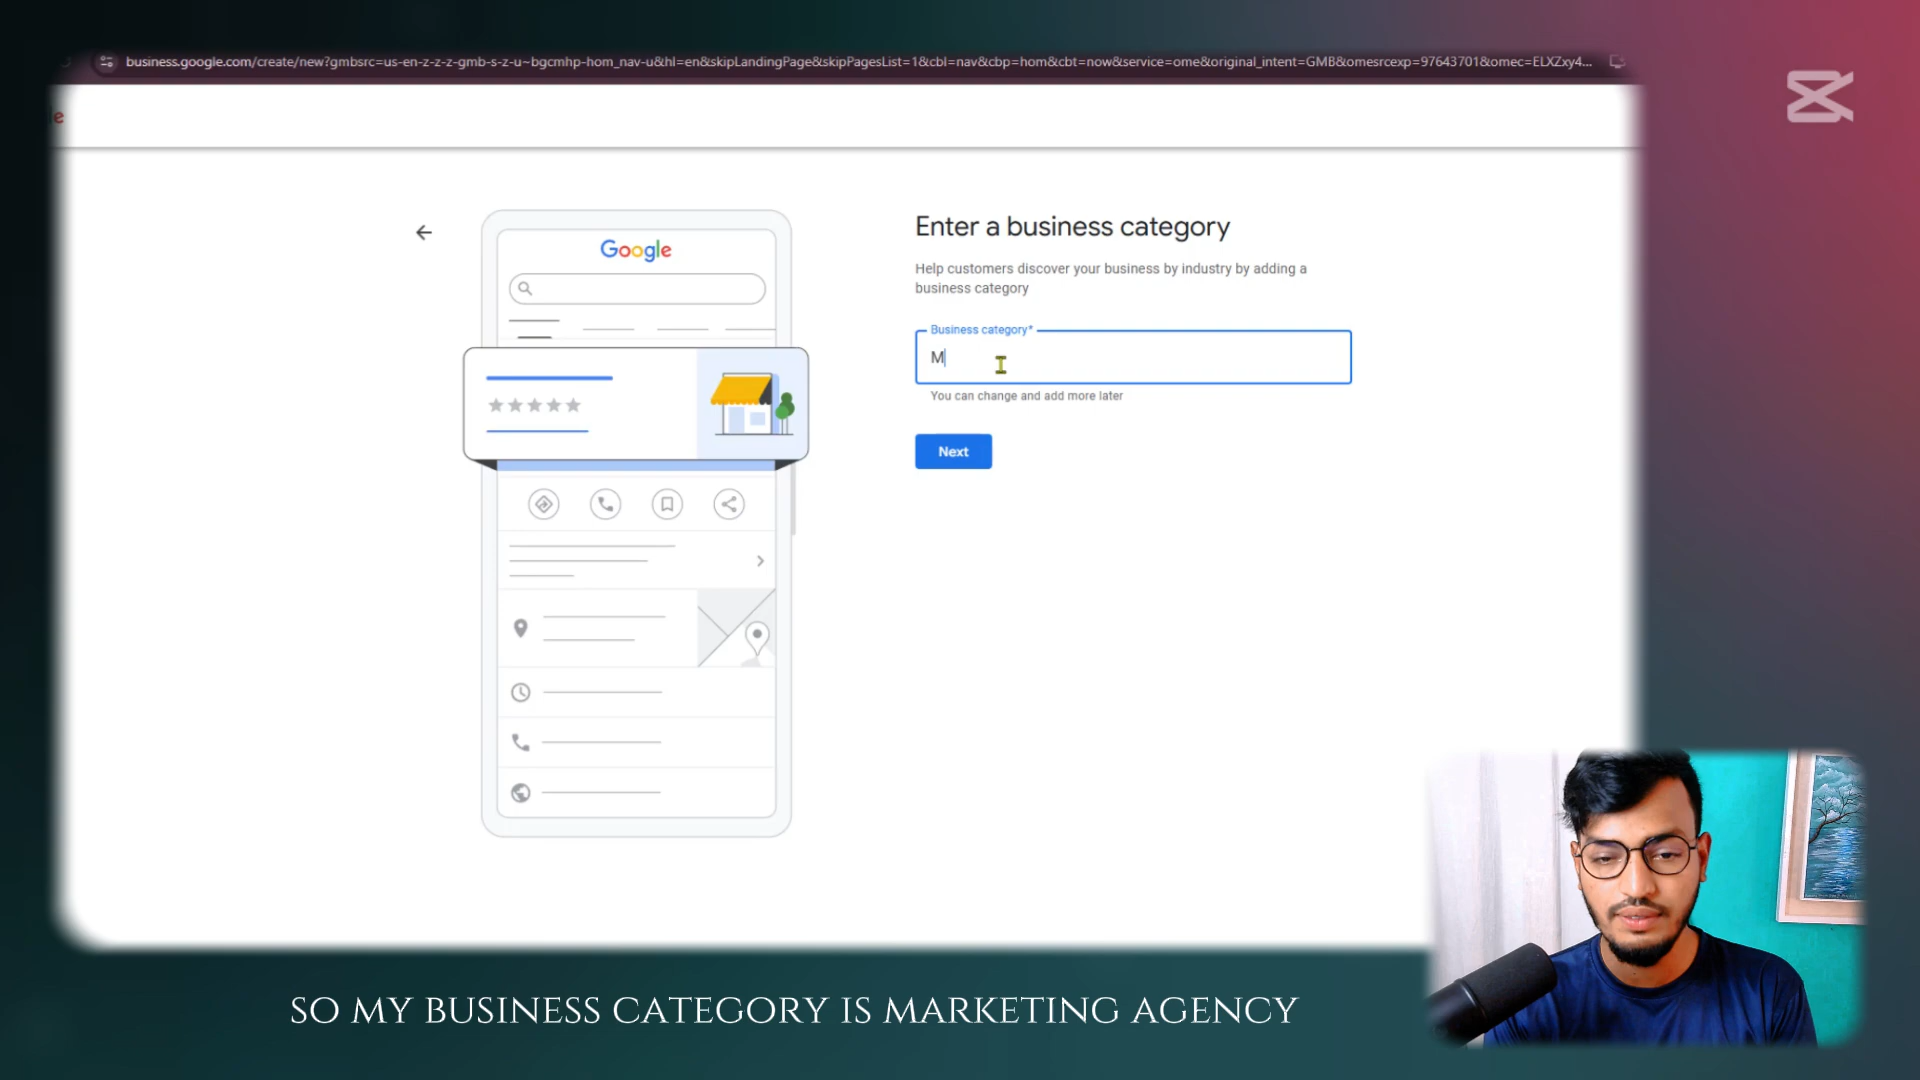 business.google.com/create/new?gmbsrc=us-en-z-z-z-gmb-s-z-u~bgcmhp-hom_nav-u&hl=en&skipLandingPage&skipPagesList=1&cbl=nav&cbp=hom&cbt=now&service=ome&original_intent=GMB&omesrcexp=97643701&omec=ELXZxy4...
e
Google
Enter a business category
Help customers discover your business by industry by adding a
business category
Business category*
M
You can change and add more later
Next
SO MY BUSINESS CATEGORY IS MARKETING AGENCY